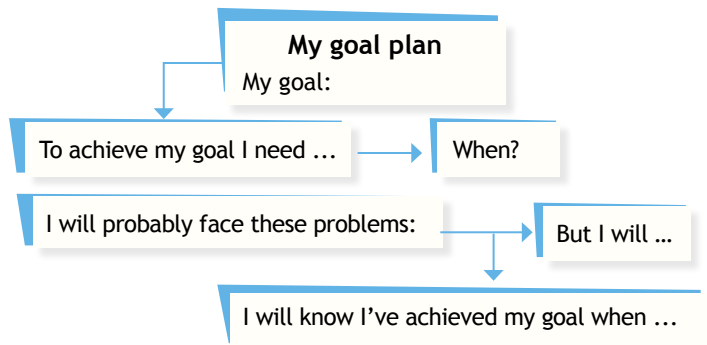 My goal plan
My goal:
To achieve my goal I need ...
When?
I will probably face these problems:
But I will ...
I will know I’ve achieved my goal when ...